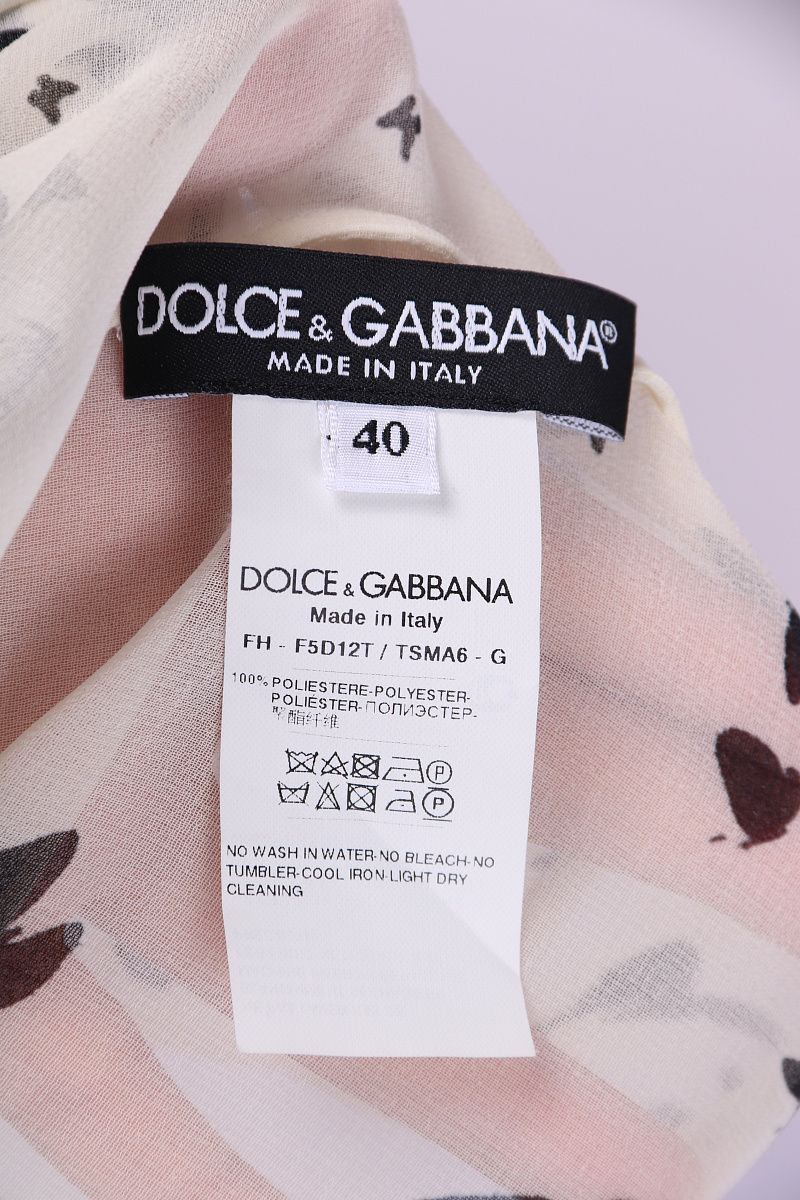 DOLCE & GABBANA®
MADE IN ITALY
40
DOLCE & GABBANA
Made in Italy
FH - F5D12T / TSMA6 - G
100% POLIESTERE-POLYESTER-
POLIÉSTER-ПОЛИЭСТЕР-
聚酯纤维
P
P
NO WASH IN WATER-NO BLEACH-NO
TUMBLER-COOL IRON-LIGHT DRY
CLEANING